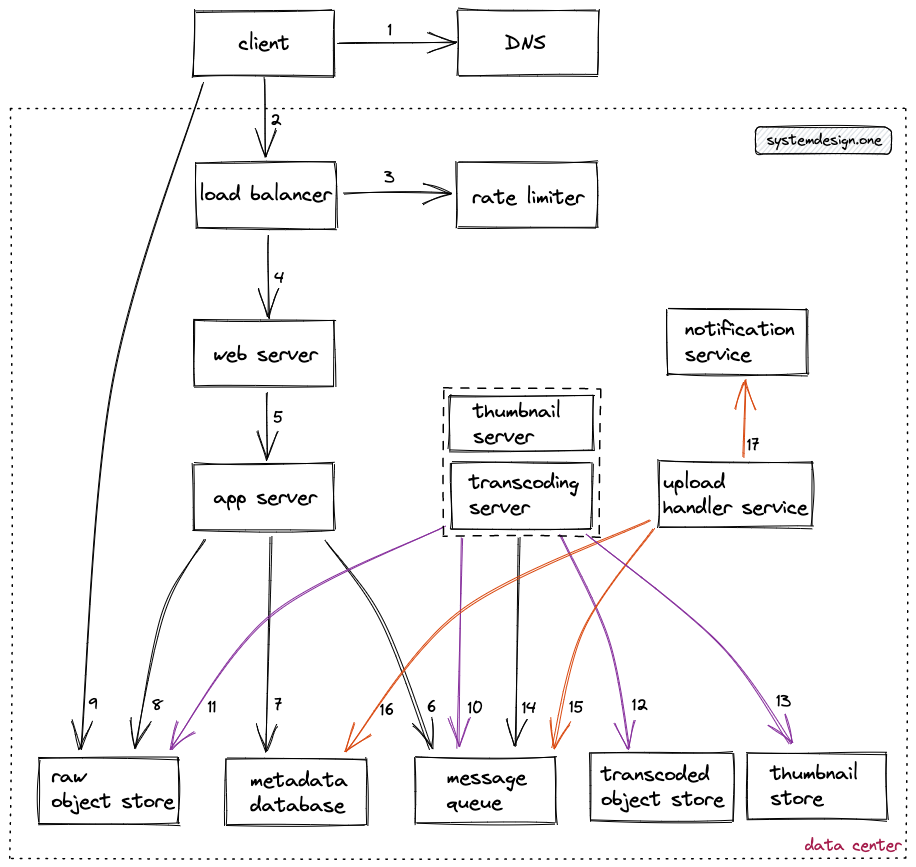 client
1
DNS
2
systemdesign.one
load balancer
3
rate limiter
4
web server
notification
service
thumbnail
server
5
17
app server
transcoding
server
upload
handler service
9
8
11
7
16
6
10
14
15
12
13
raw
object store
metadata
database
message
queue
transcoded
object store
thumbnail
store
data center